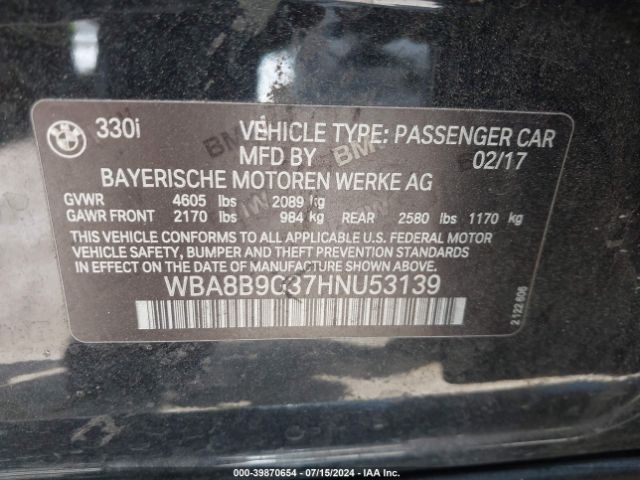 330i VEHICLE TYPE: PASSENGER CAR
MFD BY 02/17
BAYERISCHE MOTOREN WERKE AG
GVWR 4605 lbs 2089 kg
GAWR FRONT 2170 lbs 984 kg REAR 2580 lbs 1170 kg
THIS VEHICLE CONFORMS TO ALL APPLICABLE U.S. FEDERAL MOTOR
VEHICLE SAFETY, BUMPER AND THEFT PREVENTION STANDARDS
IN EFFECT ON THE DATE OF MANUFACTURE SHOWN ABOVE.
WBA8B9G37HNU53139
2 122 606
000-39870654 - 07/15/2024 - IAA Inc.